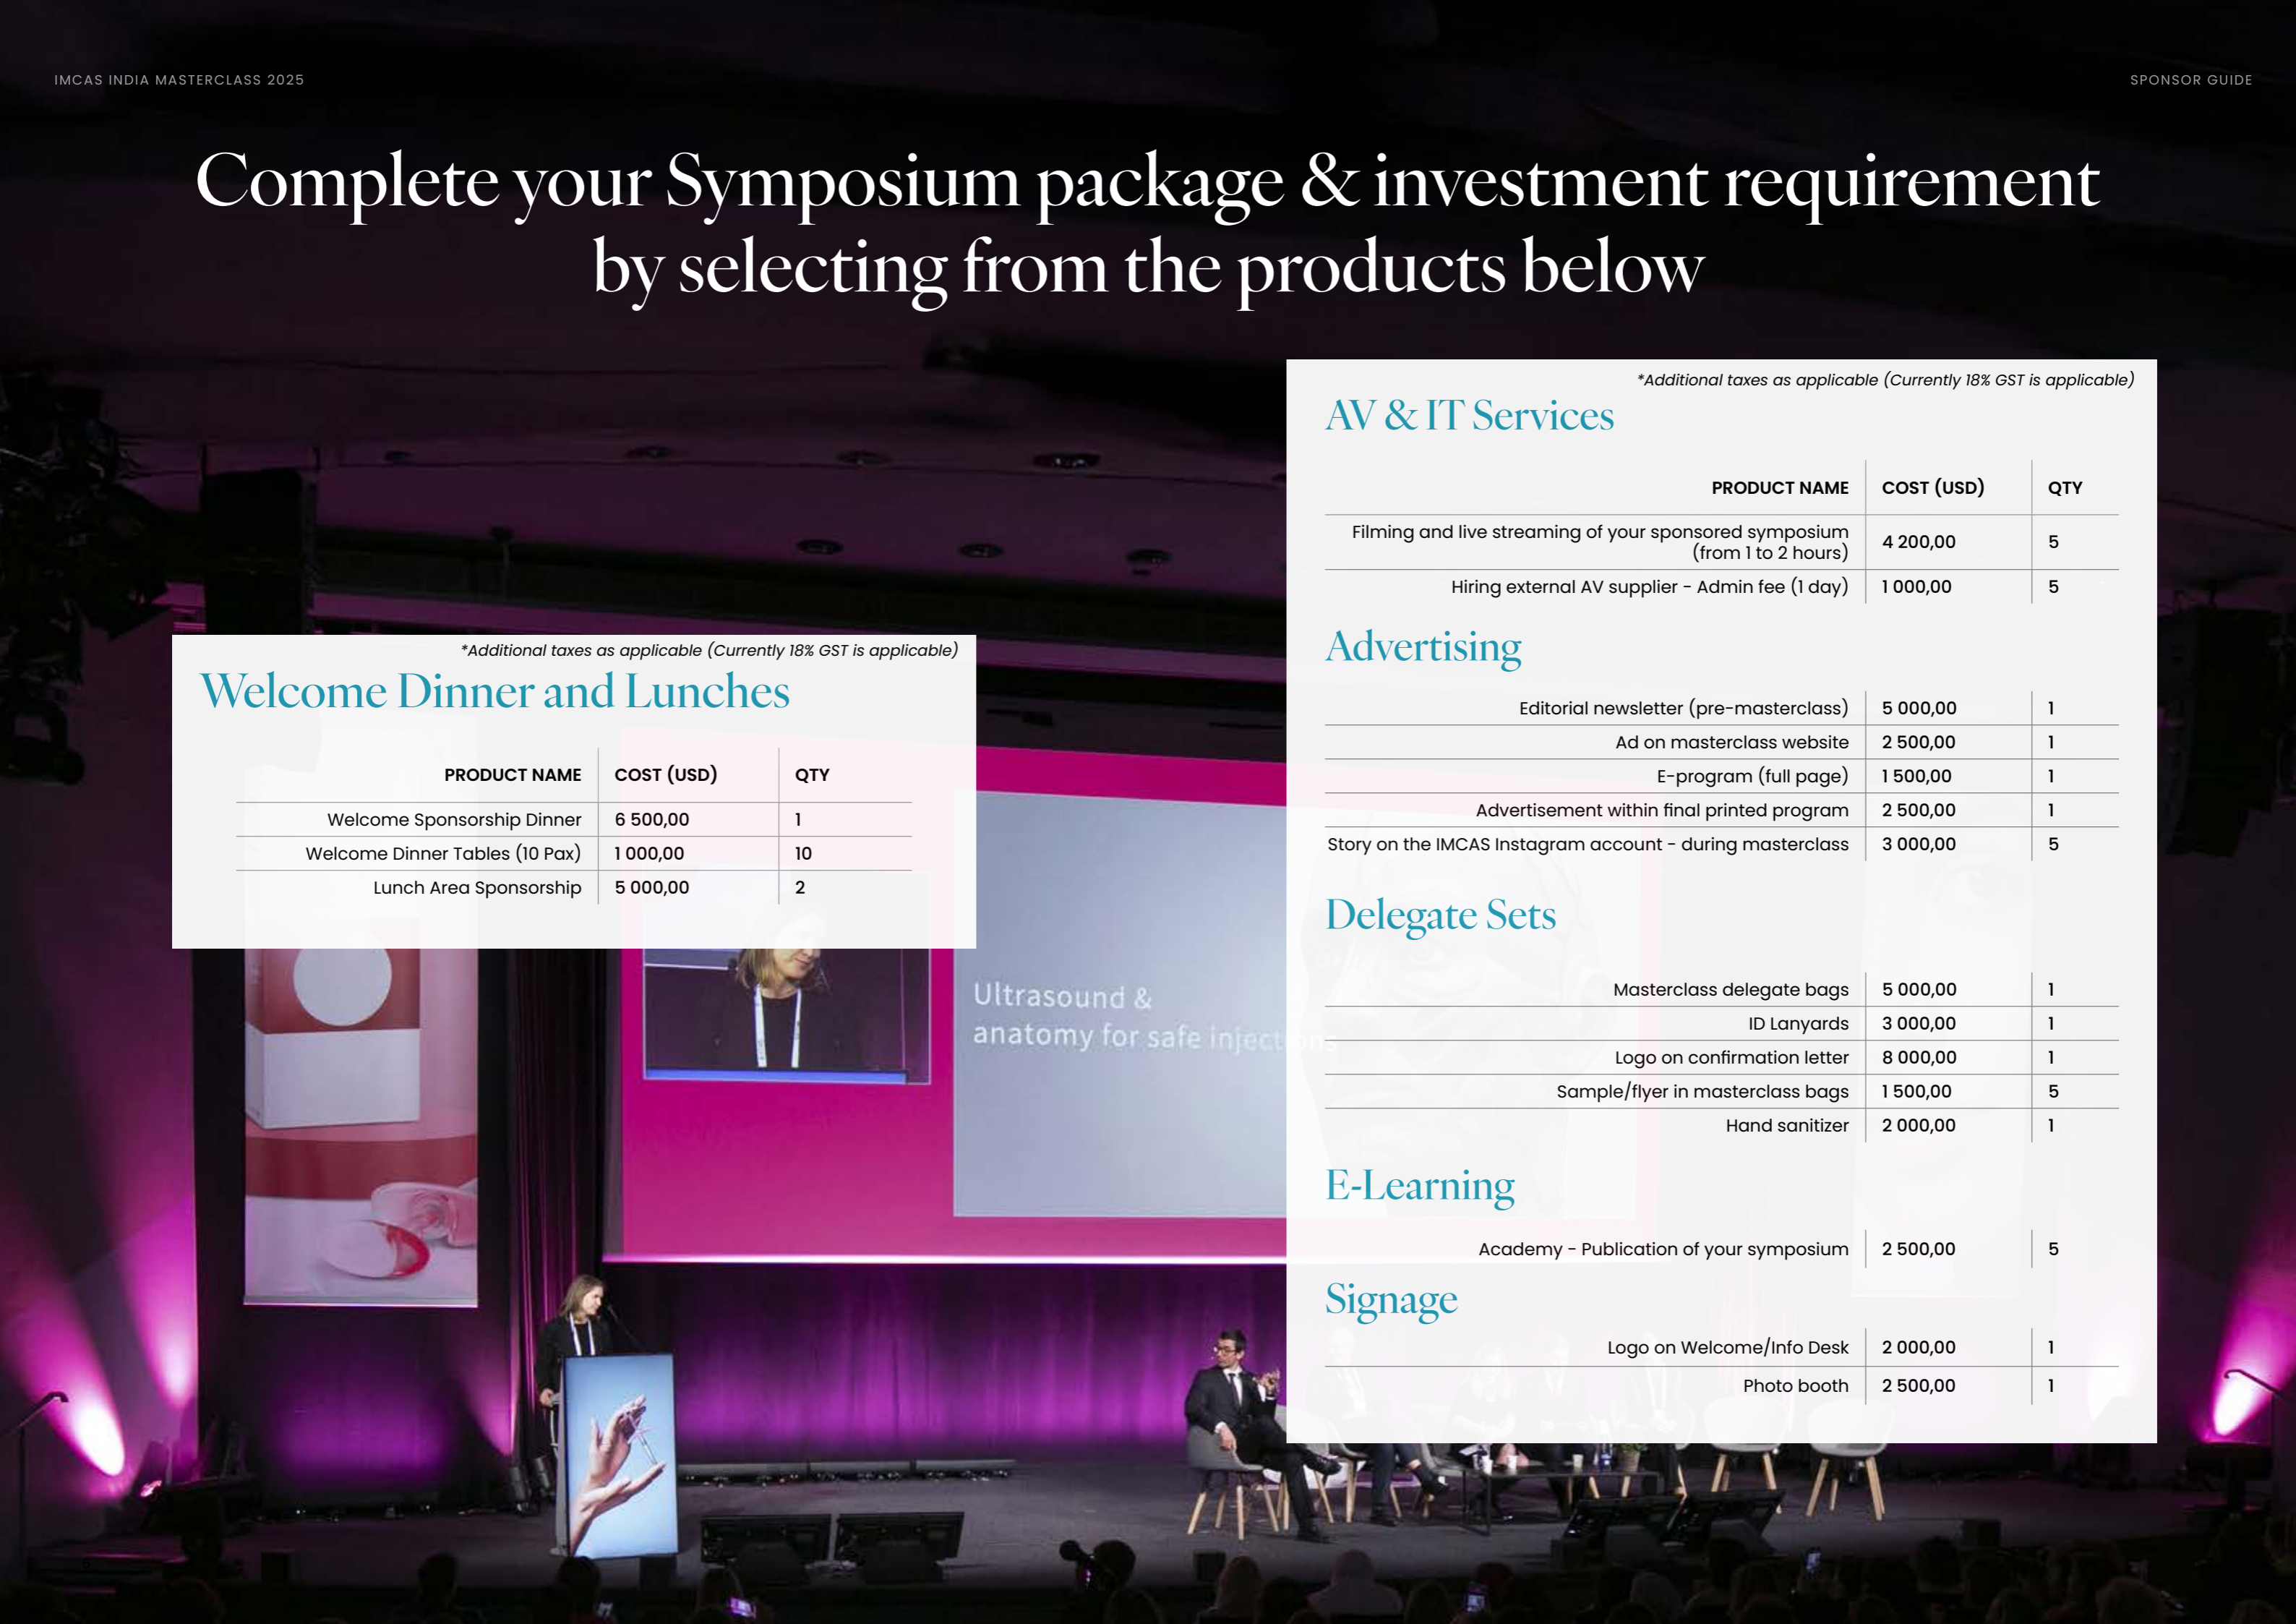 IMCAS INDIA MASTERCLASS 2025
SPONSOR GUIDE
Complete your Symposium package & investment requirement
by selecting from the products below
*Additional taxes as applicable (Currently 18% GST is applicable)
Welcome Dinner and Lunches
PRODUCT NAME COST (USD) QTY
Welcome Sponsorship Dinner 6 500,00 1
Welcome Dinner Tables (10 Pax) 1 000,00 10
Lunch Area Sponsorship 5 000,00 2
Ultrasound &
anatomy for safe injections
*Additional taxes as applicable (Currently 18% GST is applicable)
AV & IT Services
PRODUCT NAME COST (USD) QTY
Filming and live streaming of your sponsored symposium
(from 1 to 2 hours) 4 200,00 5
Hiring external AV supplier - Admin fee (1 day) 1 000,00 5
Advertising
Editorial newsletter (pre-masterclass) 5 000,00 1
Ad on masterclass website 2 500,00 1
E-program (full page) 1 500,00 1
Advertisement within final printed program 2 500,00 1
Story on the IMCAS Instagram account - during masterclass 3 000,00 5
Delegate Sets
Masterclass delegate bags 5 000,00 1
ID Lanyards 3 000,00 1
Logo on confirmation letter 8 000,00 1
Sample/flyer in masterclass bags 1 500,00 5
Hand sanitizer 2 000,00 1
E-Learning
Academy - Publication of your symposium 2 500,00 5
Signage
Logo on Welcome/Info Desk 2 000,00 1
Photo booth 2 500,00 1